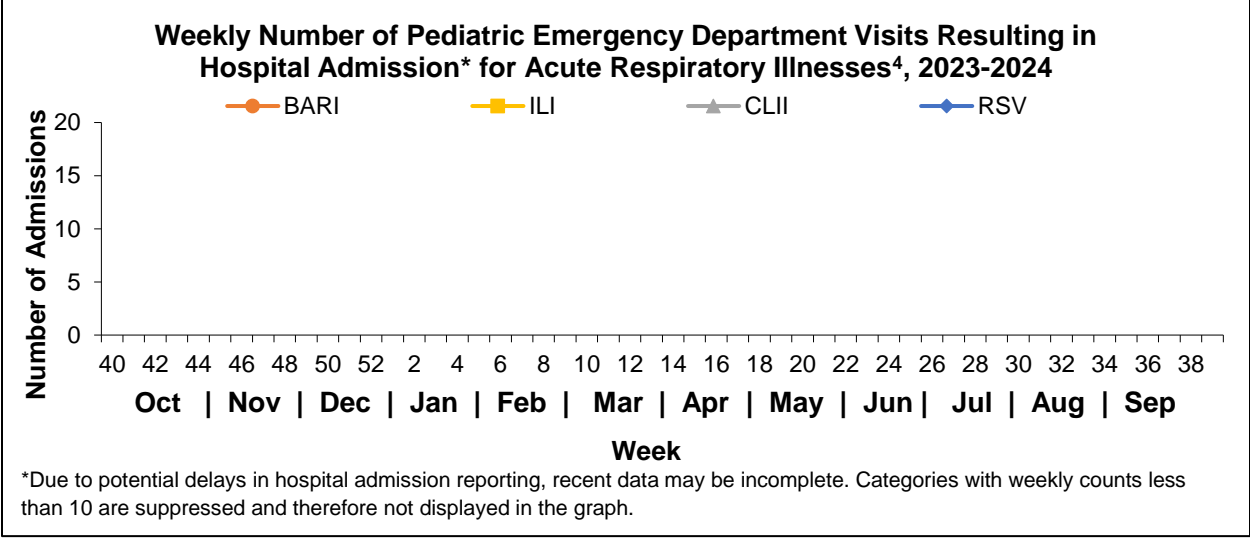 Weekly Number of Pediatric Emergency Department Visits Resulting in
Hospital Admission* for Acute Respiratory Illnesses⁴, 2023-2024
BARI ILI CLII RSV
Number of Admissions
20
15
10
5
0
40 42 44 46 48 50 52 2 4 6 8 10 12 14 16 18 20 22 24 26 28 30 32 34 36 38
Oct | Nov | Dec | Jan | Feb | Mar | Apr | May | Jun | Jul | Aug | Sep
Week
*Due to potential delays in hospital admission reporting, recent data may be incomplete. Categories with weekly counts less
than 10 are suppressed and therefore not displayed in the graph.